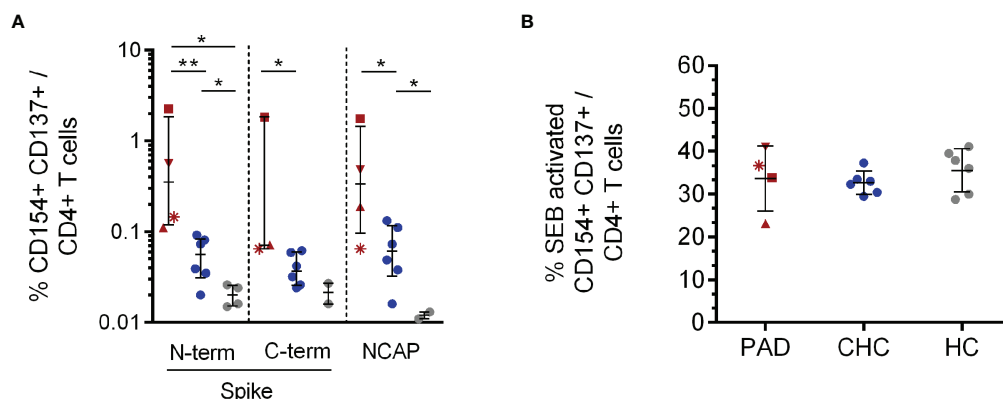 A
% CD154+ CD137+ /
CD4+ T cells
10
1
0.1
0.01
*
**
*
*
*
*
N-term
C-term
NCAP
Spike
B
% SEB activated
CD154+ CD137+ /
CD4+ T cells
60
50
40
30
20
10
0
PAD
CHC
HC